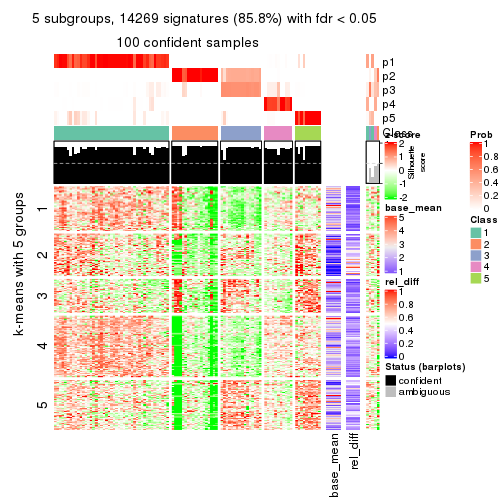 5 subgroups, 14269 signatures (85.8%) with fdr < 0.05
100 confident samples
p1
p2
p3
p4
p5
Class
z-score
2
1
0
-1
-2
Silhouette
score
Prob
1
0.8
0.6
0.4
0.2
0
Class
1
2
3
4
5
base_mean
5
4
3
2
1
rel_diff
1
0.8
0.6
0.4
0.2
0
Status (barplots)
confident
ambiguous
k-means with 5 groups
1
2
3
4
5
base_mean
rel_diff